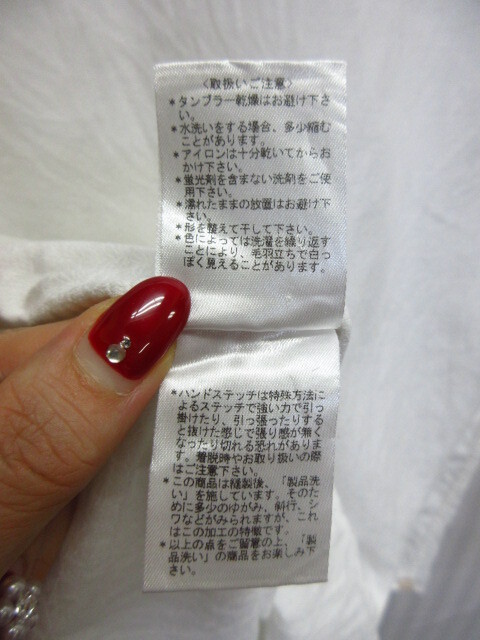 〈取扱いご注意〉
*タンブラー乾燥はお避け下さ
い。
*水洗いをする場合、多少縮む
ことがあります。
*アイロンは十分乾いてからお
かけ下さい。
*蛍光剤を含まない洗剤をご使
用下さい。
*濡れたままの放置はお避け下
さい。
*形を整えて干して下さい。
*色によっては洗濯を繰り返す
ことにより、毛羽立ちで白っ
ぽく見えることがあります。
*ハンドステッチは特殊方法に
よるステッチで強い力で引っ
掛けたり、引っ張ったりする
と抜けた感じで張り感が無く
なったり切れる恐れがありま
す。着脱時やお取り扱いの際
はご注意下さい。
*この商品は縫製後、「製品洗
い」を施しています。そのた
めに多少のゆがみ、斜行、シ
ワなどがみられますが、これ
はこの加工の特徴です。
*以上の点をご留意の上、「製
品洗い」の商品をお楽しみ下
さい。